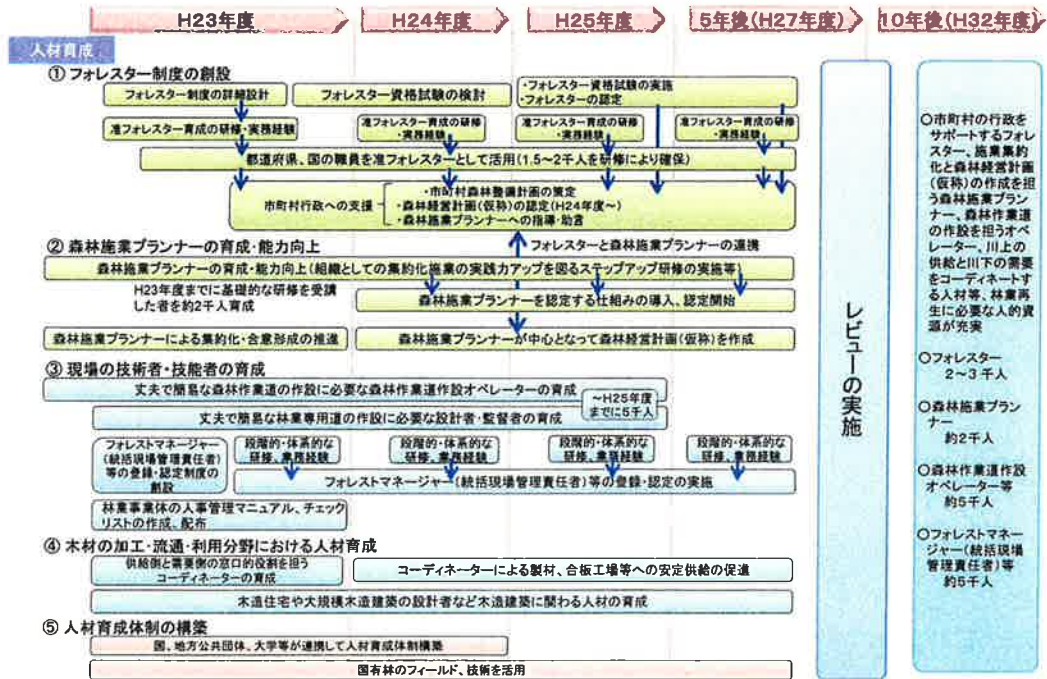 H23年度
H24年度
H25年度
5年後(H27年度)
10年後(H32年度)
人材育成
① フォレスター制度の創設
フォレスター制度の詳細設計
フォレスター資格試験の検討
・フォレスター資格試験の実施
・フォレスターの認定
准フォレスター育成の研修・実務経験
准フォレスター育成の研修
・実務経験
准フォレスター育成の研修
・実務経験
准フォレスター育成の研修
・実務経験
都道府県、国の職員を准フォレスターとして活用(1.5～2千人を研修により確保)
市町村行政への支援
・市町村森林整備計画の策定
・森林経営計画(仮称)の認定(H24年度～)
・森林施業プランナーへの指導・助言
② 森林施業プランナーの育成・能力向上
フォレスターと森林施業プランナーの連携
森林施業プランナーの育成・能力向上(組織としての集約化施業の実践力アップを図るステップアップ研修の実施等)
H23年度までに基礎的な研修を受講
した者を約2千人育成
森林施業プランナーを認定する仕組みの導入、認定開始
森林施業プランナーによる集約化・合意形成の推進
森林施業プランナーが中心となって森林経営計画(仮称)を作成
③ 現場の技術者・技能者の育成
丈夫で簡易な森林作業道の作設に必要な森林作業道作設オペレーターの育成
～H25年度
までに5千人
丈夫で簡易な林業専用道の作設に必要な設計者・監督者の育成
フォレストマネージャー
(統括現場管理責任者)
等の登録・認定制度の
創設
段階的・体系的な
研修、業務経験
段階的・体系的な
研修、業務経験
段階的・体系的な
研修、業務経験
段階的・体系的な
研修、業務経験
フォレストマネージャー(統括現場管理責任者)等の登録・認定の実施
林業事業体の人事管理マニュアル、チェック
リストの作成、配布
④ 木材の加工・流通・利用分野における人材育成
供給側と需要側の窓口的役割を担う
コーディネーターの育成
コーディネーターによる製材、合板工場等への安定供給の促進
木造住宅や大規模木造建築の設計者など木造建築に関わる人材の育成
⑤ 人材育成体制の構築
国、地方公共団体、大学等が連携して人材育成体制構築
国有林のフィールド、技術を活用
レビューの実施
○市町村の行政を
サポートするフォレ
スター、施業集約
化と森林経営計画
(仮称)の作成を担
う森林施業プラン
ナー、森林作業道
の作設を担うオペ
レーター、川上の
供給と川下の需要
をコーディネートす
る人材等、林業再
生に必要な人的資
源が充実
○フォレスター
2～3千人
○森林施業プラン
ナー
約2千人
○森林作業道作設
オペレーター等
約5千人
○フォレストマネー
ジャー(統括現場
管理責任者)等
約5千人